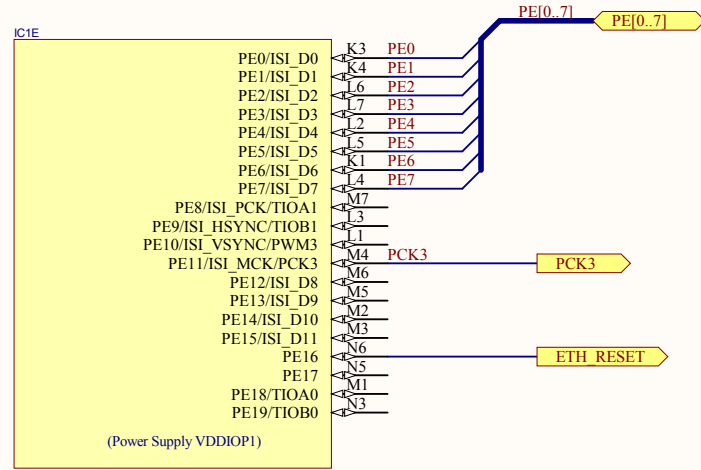 PE[0..7] PE[0..7]
IC1E
PE0/ISI_D0 K3 PE0
PE1/ISI_D1 K4 PE1
PE2/ISI_D2 L6 PE2
PE3/ISI_D3 L7 PE3
PE4/ISI_D4 L2 PE4
PE5/ISI_D5 L5 PE5
PE6/ISI_D6 K1 PE6
PE7/ISI_D7 L4 PE7
PE8/ISI_PCK/TIOA1 M7
PE9/ISI_HSYNC/TIOB1 L3
PE10/ISI_VSYNC/PWM3 L1
PE11/ISI_MCK/PCK3 M4 PCK3 PCK3
PE12/ISI_D8 M6
PE13/ISI_D9 M5
PE14/ISI_D10 M2
PE15/ISI_D11 M3
PE16 N6 ETH_RESET
PE17 N5
PE18/TIOA0 M1
PE19/TIOB0 N3
(Power Supply VDDIOP1)